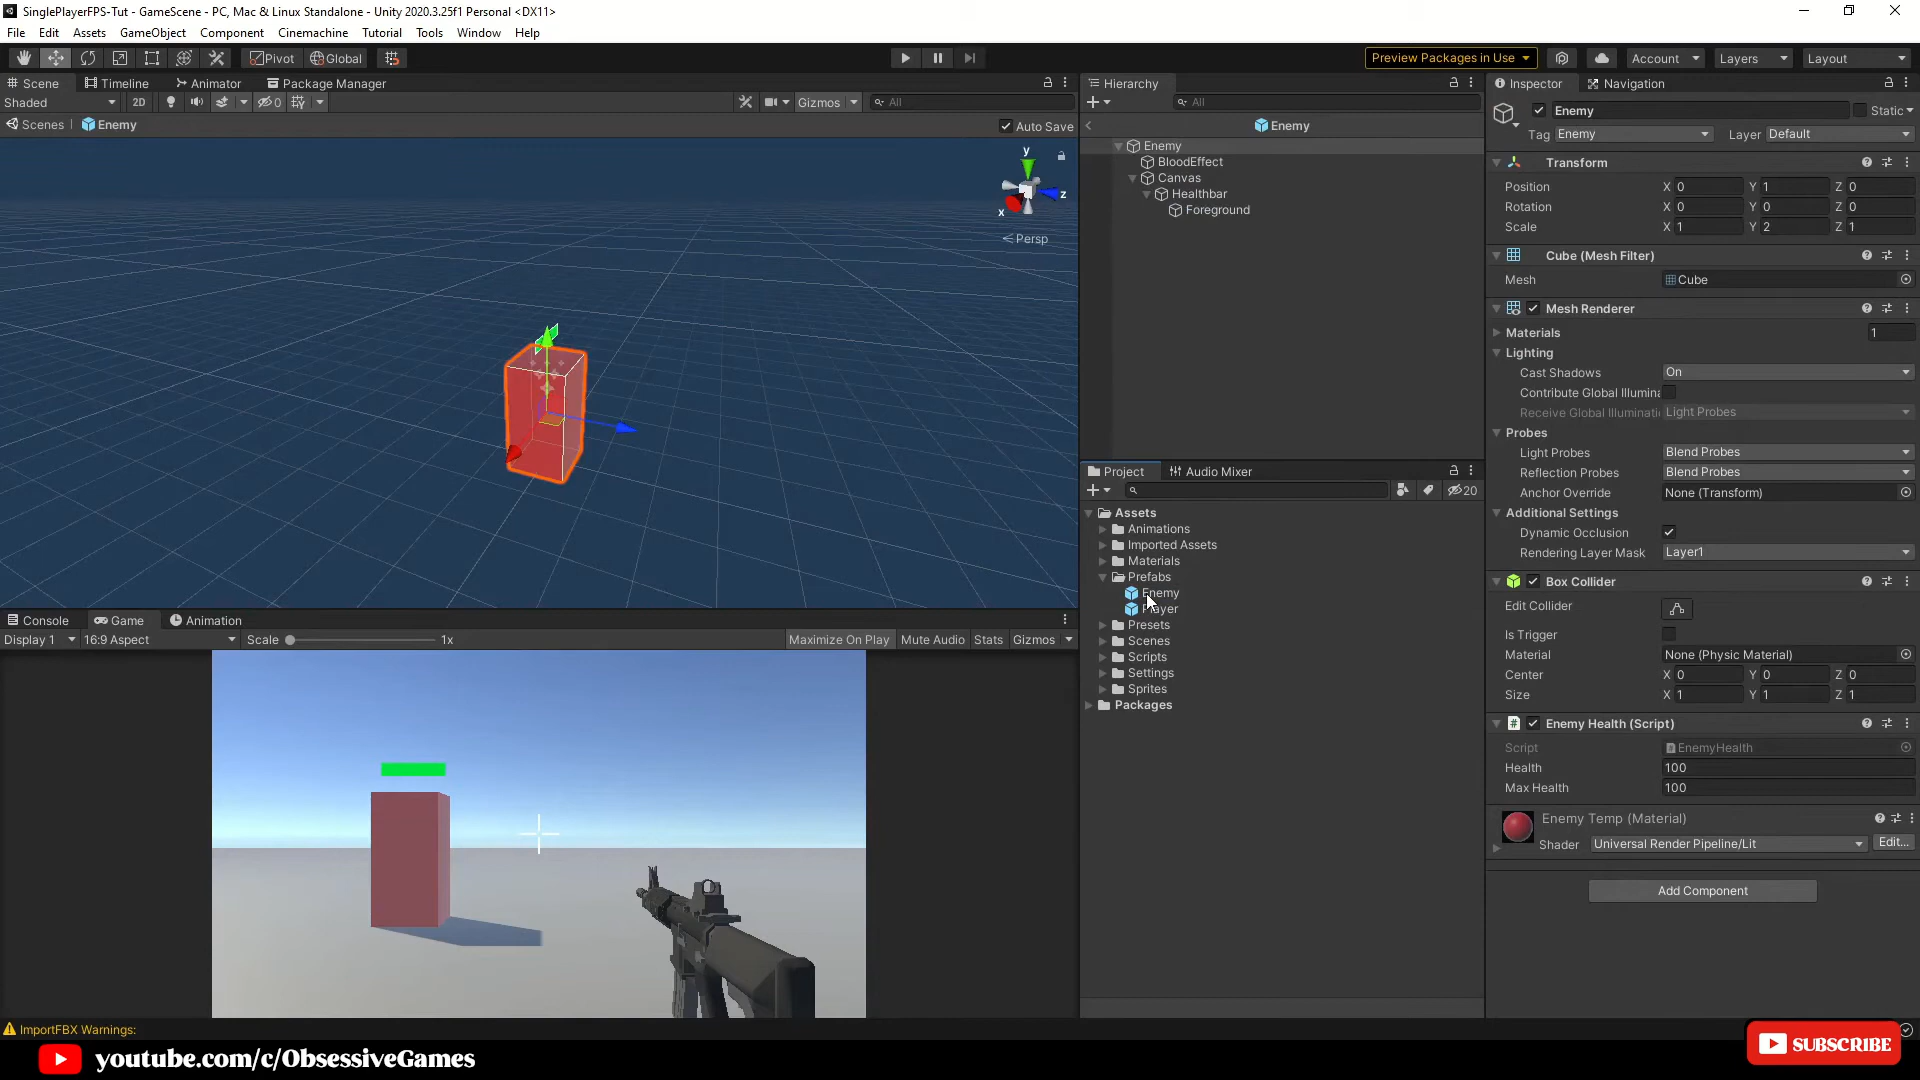 SinglePlayerFPS-Tut - GameScene - PC, Mac & Linux Standalone - Unity 2020.3.25f1 Personal <DX11>
File Edit Assets GameObject Component Cinemachine Tutorial Tools Window Help
Pivot Global Preview Packages in Use Account Layers Layout
Scene Timeline Animator Package Manager
Shaded 2D 0 Gizmos All
Scenes Enemy Auto Save
y
z
x
Persp
Console Game Animation
Display 1 16:9 Aspect Scale 1x Maximize On Play Mute Audio Stats Gizmos
Hierarchy
All
Enemy
Enemy
BloodEffect
Canvas
Healthbar
Foreground
Project Audio Mixer
20
Assets
Animations
Imported Assets
Materials
Prefabs
Enemy
Player
Presets
Scenes
Scripts
Settings
Sprites
Packages
Inspector Navigation
Enemy Static
Tag Enemy Layer Default
Transform
Position X 0 Y 1 Z 0
Rotation X 0 Y 0 Z 0
Scale X 1 Y 2 Z 1
Cube (Mesh Filter)
Mesh Cube
Mesh Renderer
Materials 1
Lighting
Cast Shadows On
Contribute Global Illumina
Receive Global Illuminati Light Probes
Probes
Light Probes Blend Probes
Reflection Probes Blend Probes
Anchor Override None (Transform)
Additional Settings
Dynamic Occlusion
Rendering Layer Mask Layer1
Box Collider
Edit Collider
Is Trigger
Material None (Physic Material)
Center X 0 Y 0 Z 0
Size X 1 Y 1 Z 1
# Enemy Health (Script)
Script EnemyHealth
Health 100
Max Health 100
Enemy Temp (Material)
Shader Universal Render Pipeline/Lit Edit...
Add Component
ImportFBX Warnings:
youtube.com/c/ObsessiveGames
SUBSCRIBE